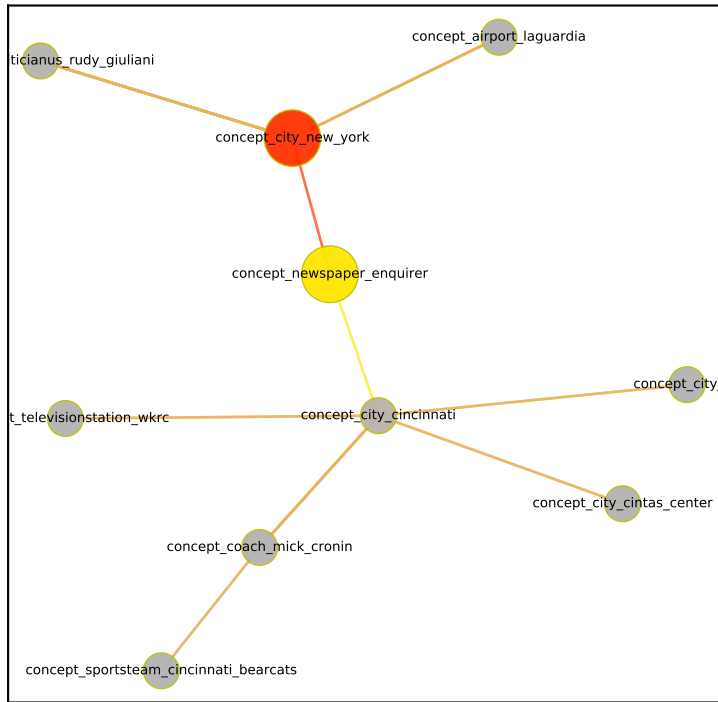 concept_airport_laguardia
ticianus_rudy_giuliani
concept_city_new_york
concept_newspaper_enquirer
concept_city_
t_televisionstation_wkrc
concept_city_cincinnati
concept_city_cintas_center
concept_coach_mick_cronin
concept_sportsteam_cincinnati_bearcats